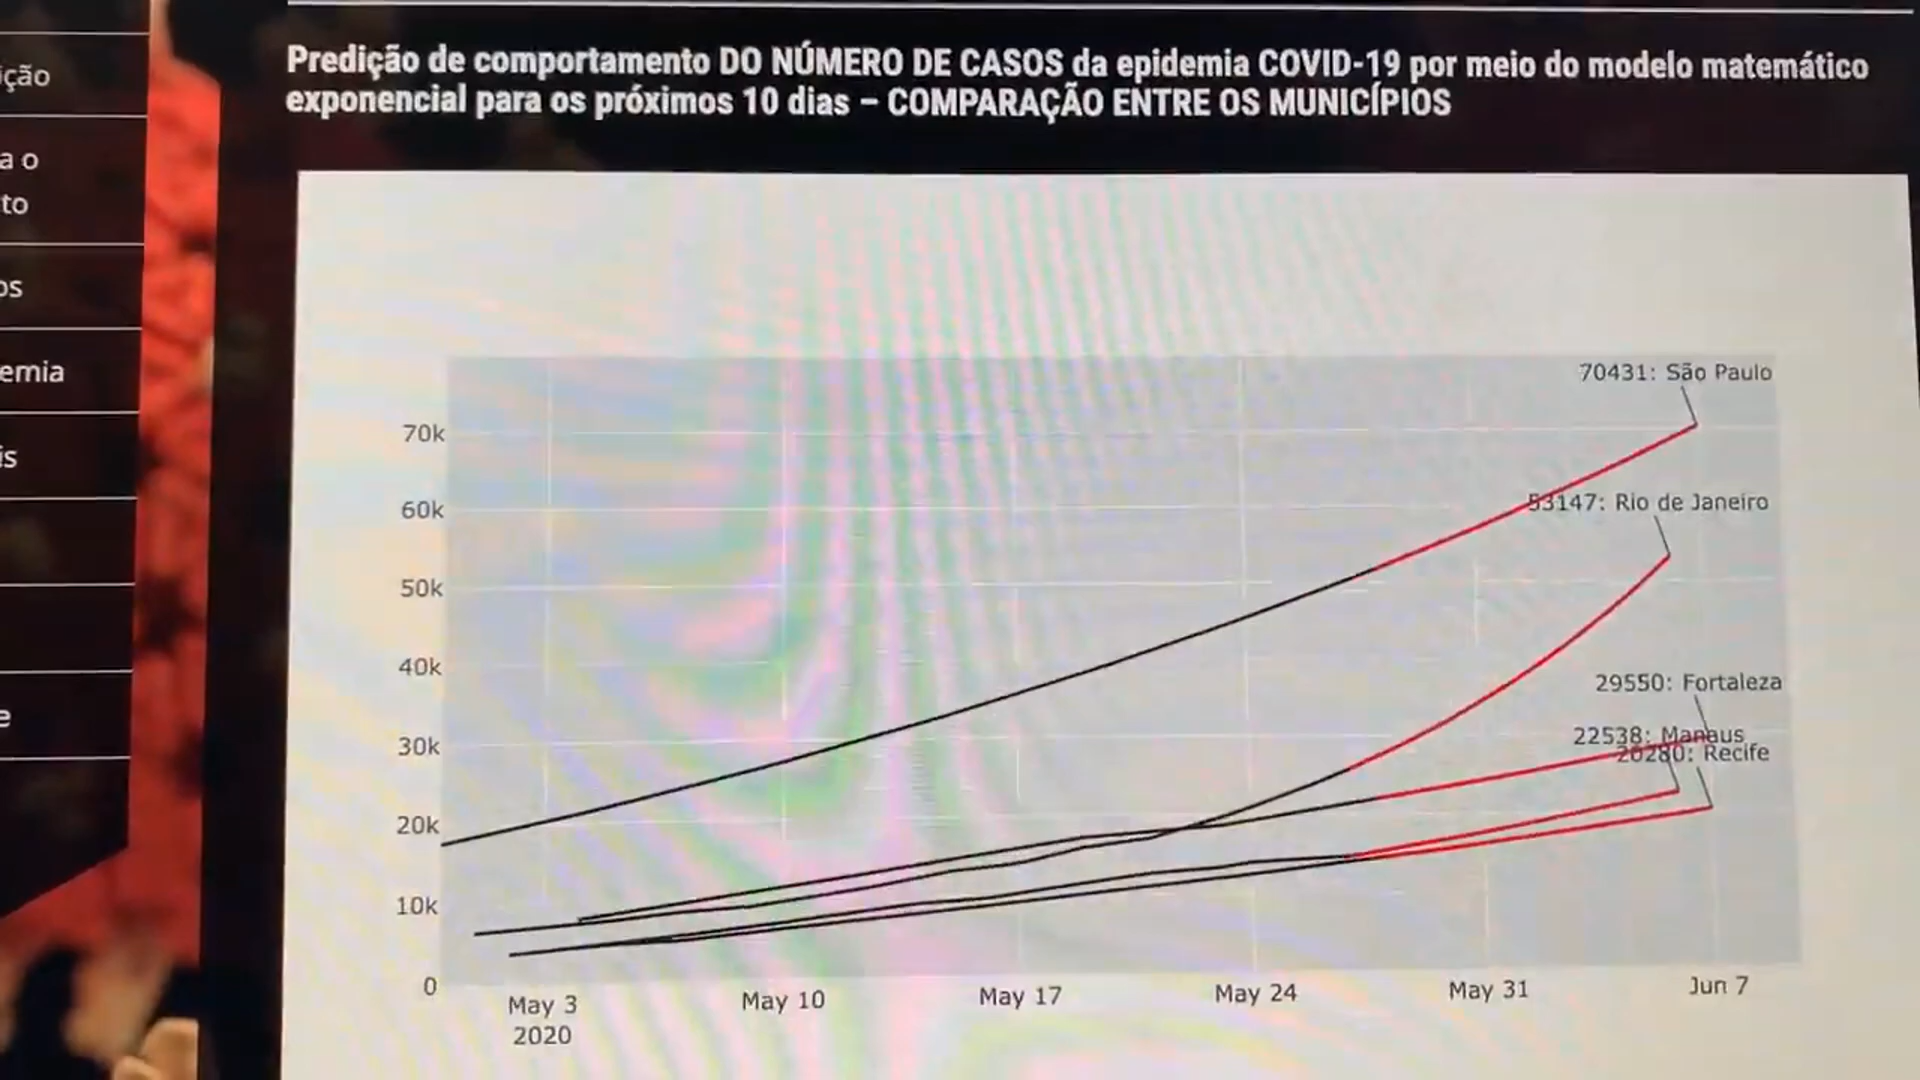 ição
a o
to
os
emia
is
e
Predição de comportamento DO NÚMERO DE CASOS da epidemia COVID-19 por meio do modelo matemático
exponencial para os próximos 10 dias – COMPARAÇÃO ENTRE OS MUNICÍPIOS
70431: São Paulo
70k
60k
53147: Rio de Janeiro
50k
40k
29550: Fortaleza
30k
22538: Manaus
20280: Recife
20k
10k
0
May 3
2020
May 10
May 17
May 24
May 31
Jun 7